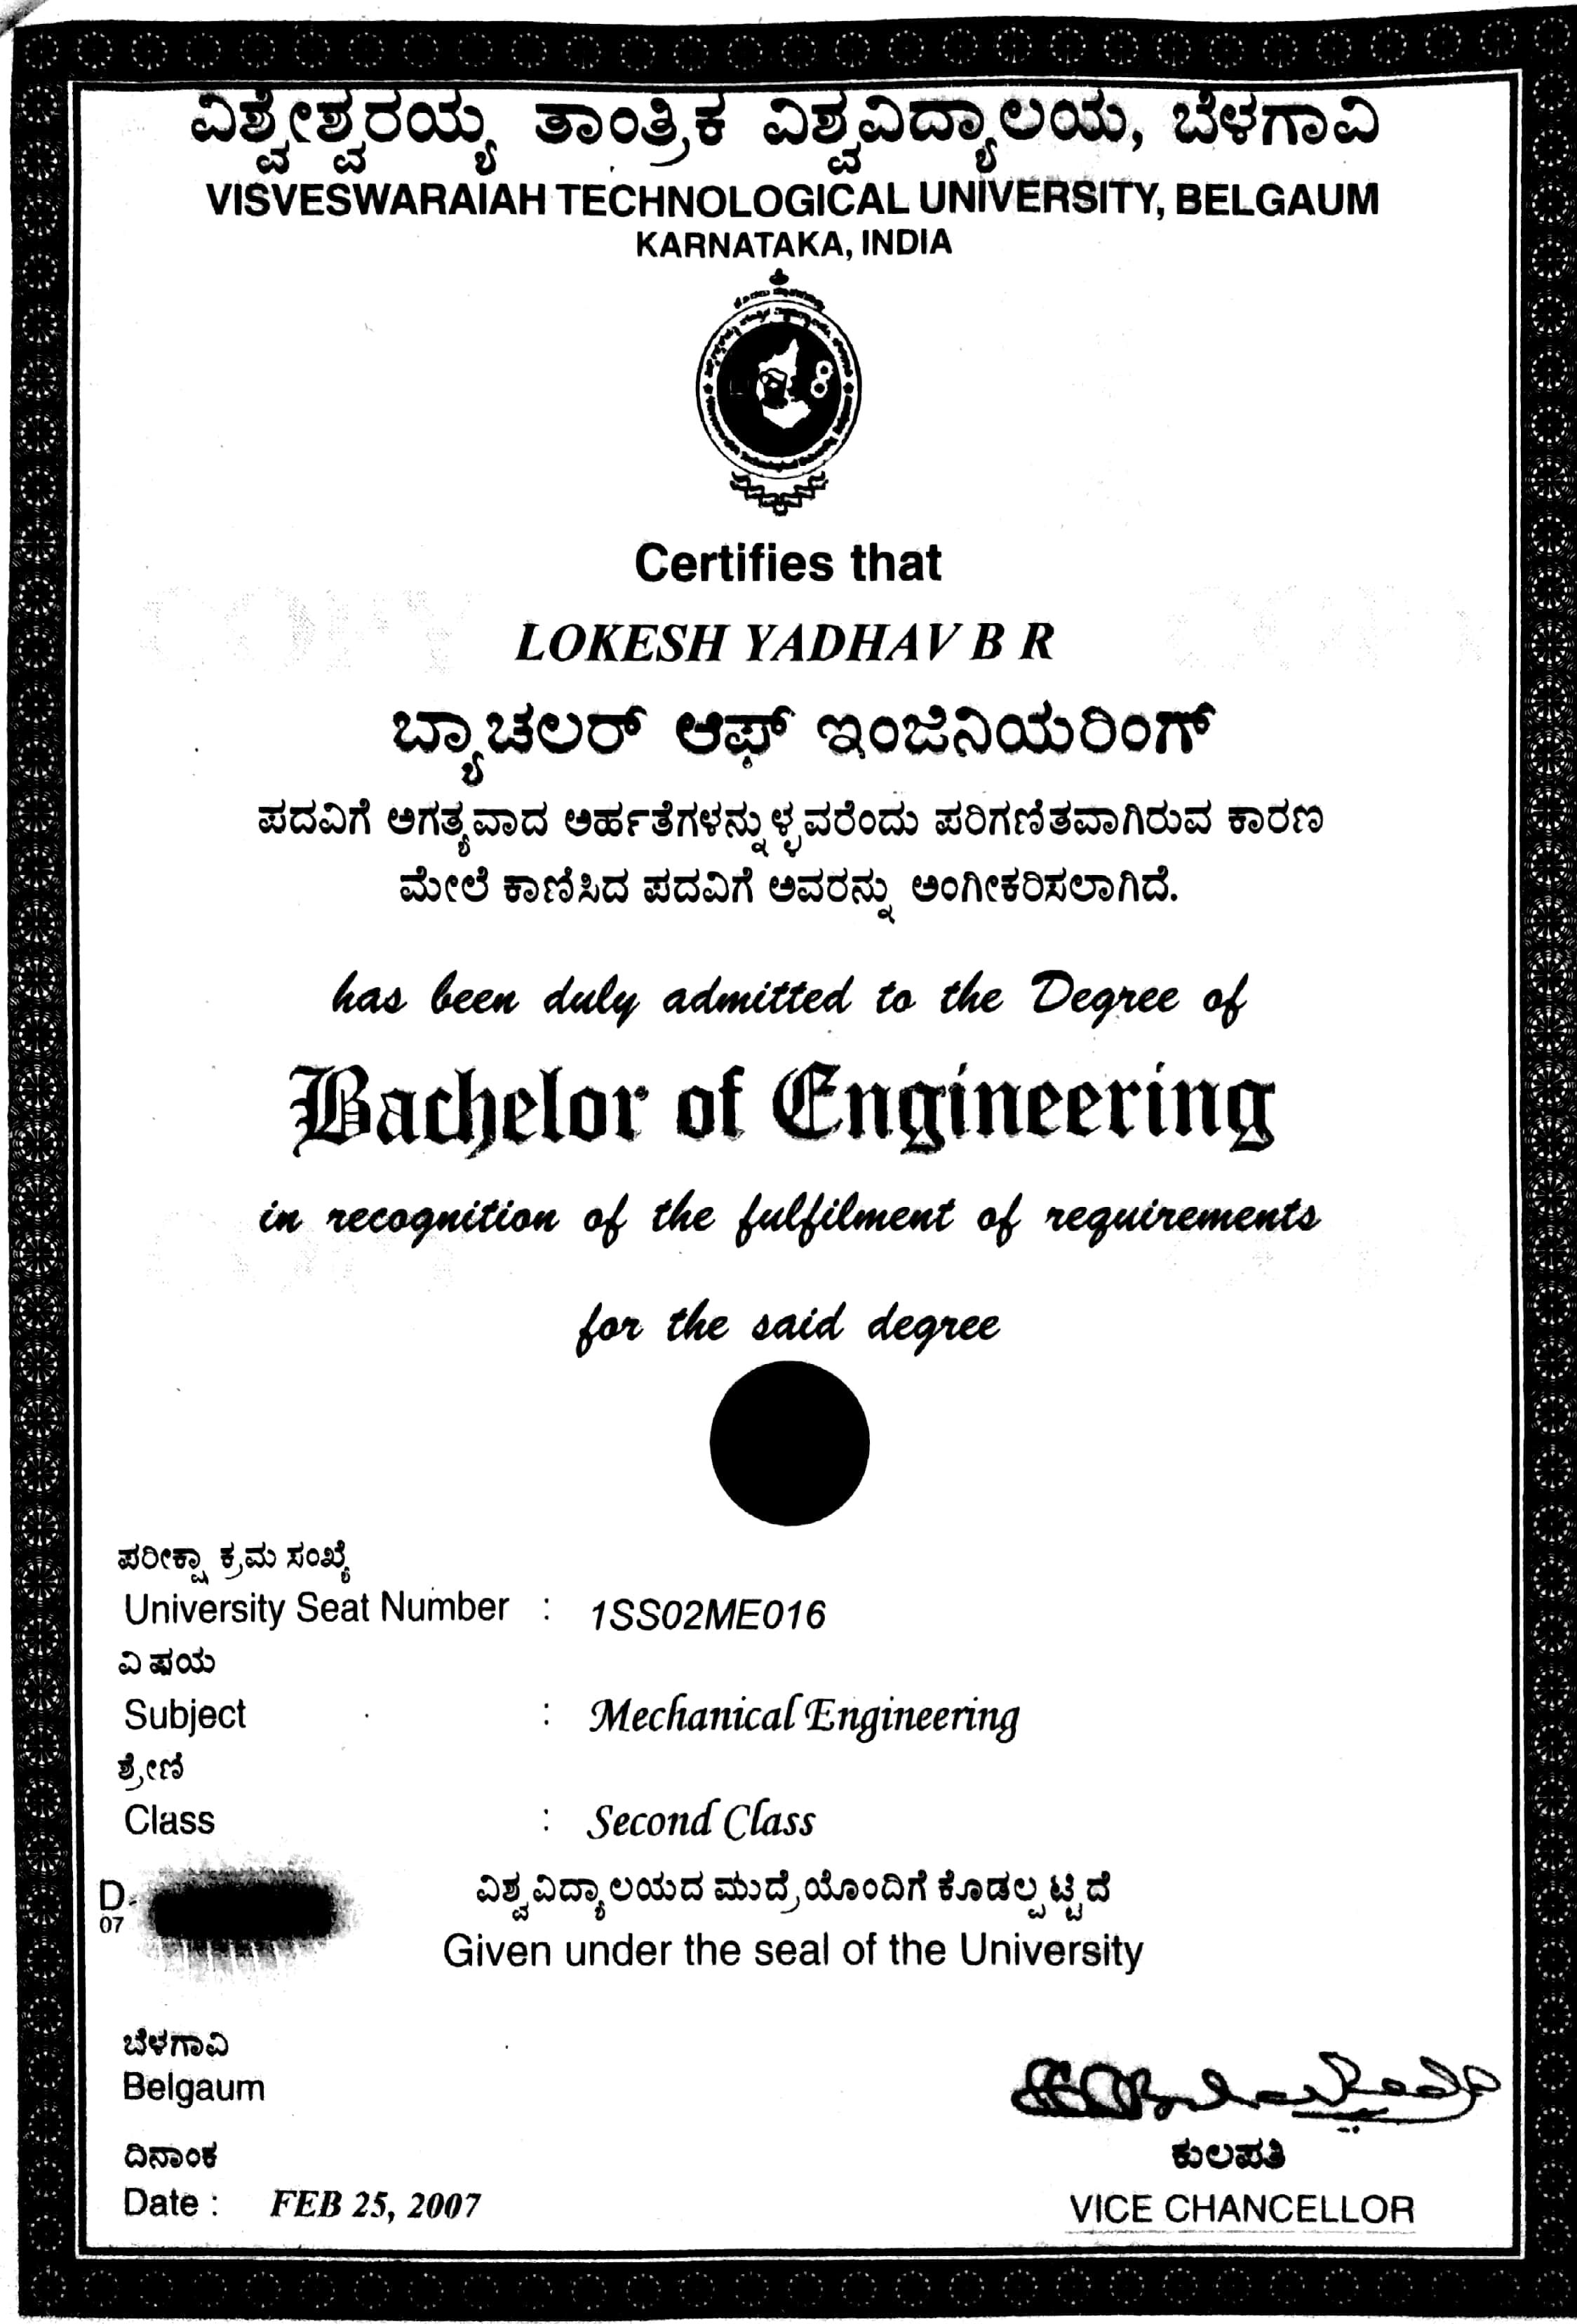 ವಿಶ್ವೇಶ್ವರಯ್ಯ ತಾಂತ್ರಿಕ ವಿಶ್ವವಿದ್ಯಾಲಯ, ಬೆಳಗಾವಿ
VISVESWARAIAH TECHNOLOGICAL UNIVERSITY, BELGAUM
KARNATAKA, INDIA
Certifies that
LOKESH YADHAV B R
ಬ್ಯಾಚಲರ್ ಆಫ್ ಇಂಜಿನಿಯರಿಂಗ್
ಪದವಿಗೆ ಅಗತ್ಯವಾದ ಅರ್ಹತೆಗಳನ್ನುಳ್ಳವರೆಂದು ಪರಿಗಣಿತವಾಗಿರುವ ಕಾರಣ
ಮೇಲೆ ಕಾಣಿಸಿದ ಪದವಿಗೆ ಅವರನ್ನು ಅಂಗೀಕರಿಸಲಾಗಿದೆ.
has been duly admitted to the Degree of
Bachelor of Engineering
in recognition of the fulfilment of requirements
for the said degree
ಪರೀಕ್ಷಾ ಕ್ರಮ ಸಂಖ್ಯೆ
University Seat Number : 1SS02ME016
ವಿಷಯ
Subject : Mechanical Engineering
ಶ್ರೇಣಿ
Class : Second Class
D-
07
ವಿಶ್ವವಿದ್ಯಾಲಯದ ಮುದ್ರೆಯೊಂದಿಗೆ ಕೊಡಲ್ಪಟ್ಟಿದೆ
Given under the seal of the University
ಬೆಳಗಾವಿ
Belgaum
ದಿನಾಂಕ
Date : FEB 25, 2007
ಕುಲಪತಿ
VICE CHANCELLOR